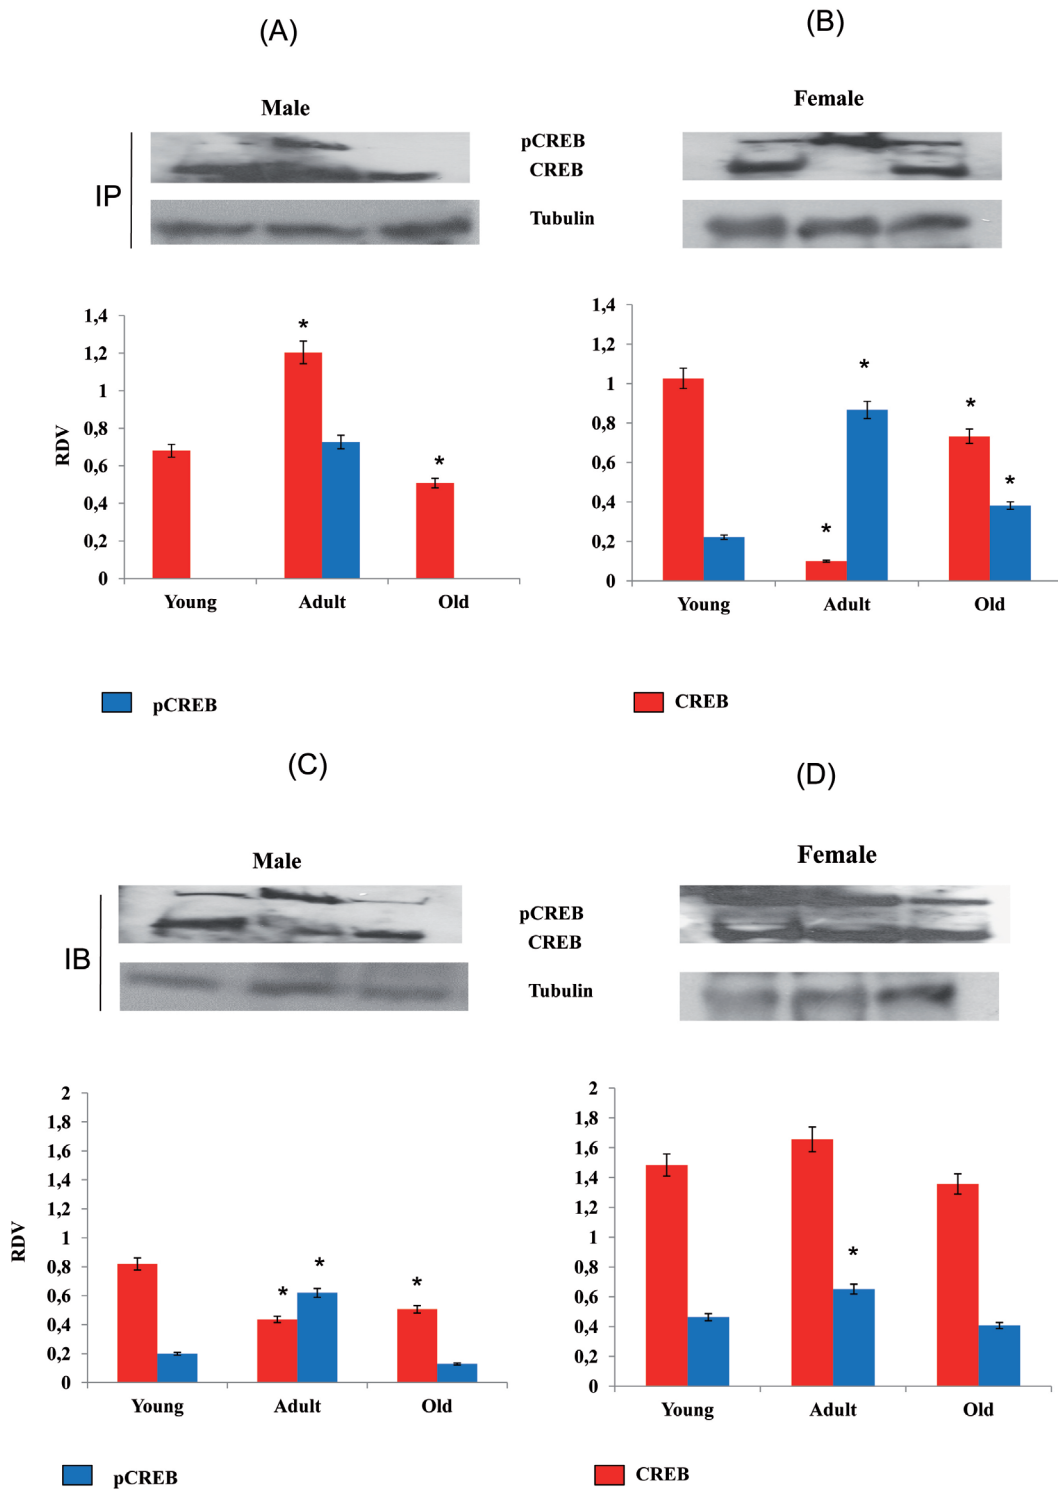 (A)
(B)
Male
Female
IP
pCREB
CREB
Tubulin
1,4
1,2
1
0,8
0,6
0,4
0,2
0
RDV
*
*
Young
Adult
Old
1,4
1,2
1
0,8
0,6
0,4
0,2
0
*
*
*
*
Young
Adult
Old
pCREB
CREB
(C)
(D)
Male
Female
IB
pCREB
CREB
Tubulin
2
1,8
1,6
1,4
1,2
1
0,8
0,6
0,4
0,2
0
RDV
*
*
*
Young
Adult
Old
2
1,8
1,6
1,4
1,2
1
0,8
0,6
0,4
0,2
0
*
Young
Adult
Old
pCREB
CREB